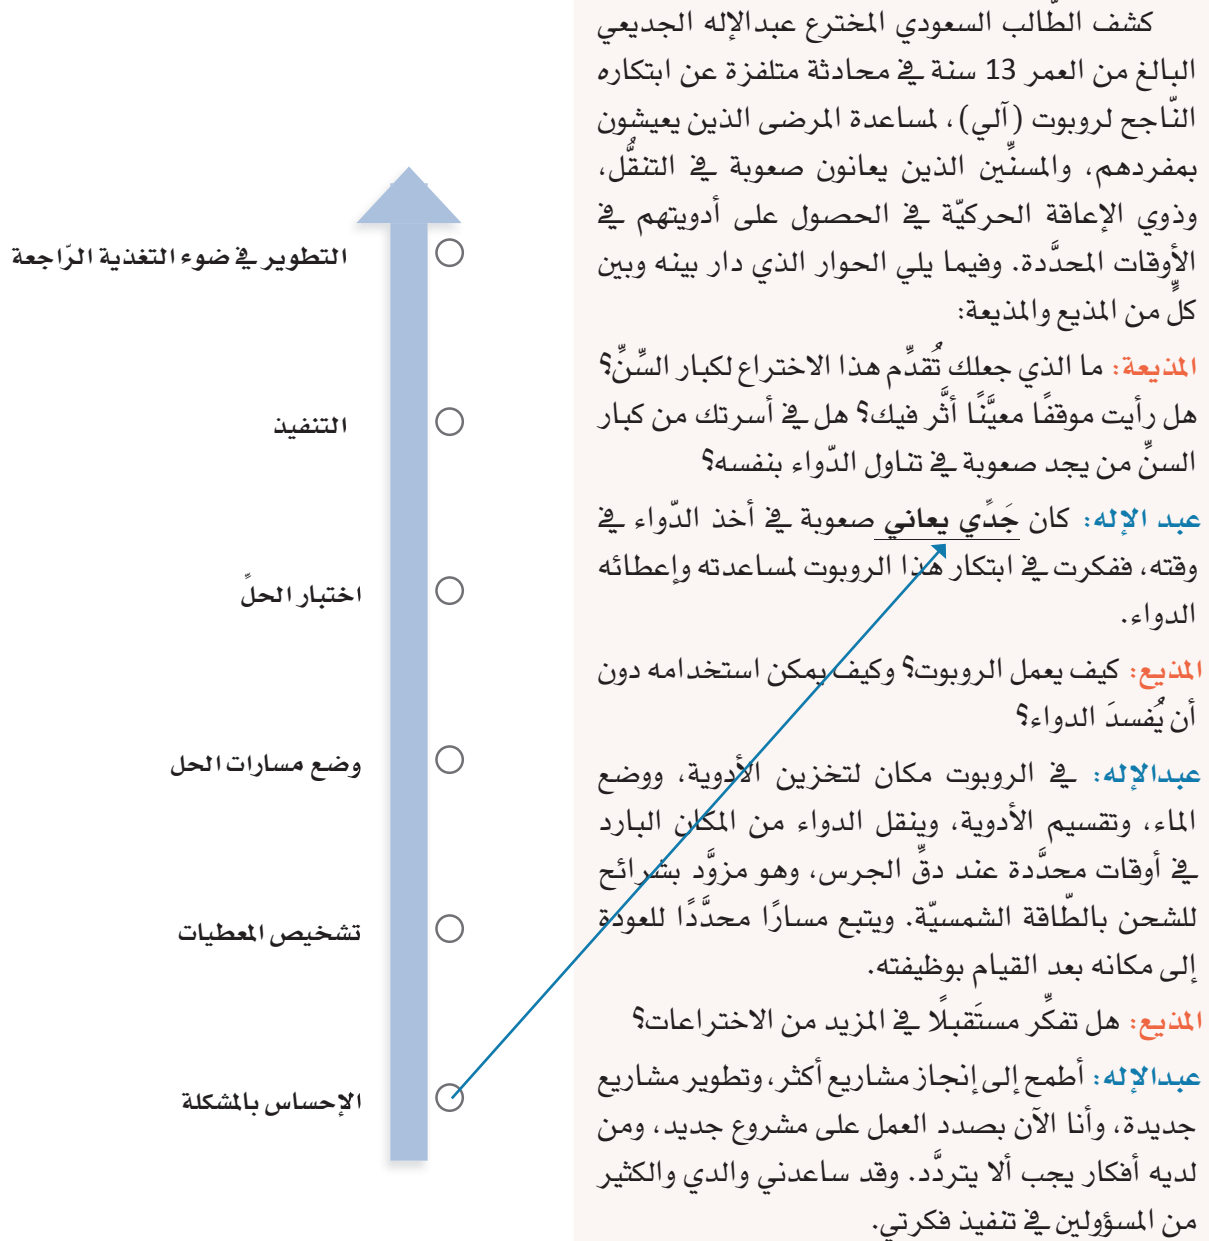 كشف الطّالب السعودي المخترع عبدالإله الجديعي
البالغ من العمر 13 سنة في محادثة متلفزة عن ابتكاره
النّاجح لروبوت (آلي)، لمساعدة المرضى الذين يعيشون
بمفردهم، والمسنِّين الذين يعانون صعوبة في التنقُّل،
وذوي الإعاقة الحركيّة في الحصول على أدويتهم في
الأوقات المحدَّدة. وفيما يلي الحوار الذي دار بينه وبين
كلٍّ من المذيع والمذيعة:
المذيعة: ما الذي جعلك تُقدِّم هذا الاختراع لكبار السِّنِّ؟
هل رأيت موقفًا معيَّنًا أثَّر فيك؟ هل في أسرتك من كبار
السنِّ من يجد صعوبة في تناول الدّواء بنفسه؟
عبد الإله: كان جَدِّي يعاني صعوبة في أخذ الدّواء في
وقته، ففكرت في ابتكار هذا الروبوت لمساعدته وإعطائه
الدواء.
المذيع: كيف يعمل الروبوت؟ وكيف يمكن استخدامه دون
أن يُفسدَ الدواء؟
عبدالإله: في الروبوت مكان لتخزين الأدوية، ووضع
الماء، وتقسيم الأدوية، وينقل الدواء من المكان البارد
في أوقات محدَّدة عند دقِّ الجرس، وهو مزوَّد بشرائح
للشحن بالطّاقة الشمسيّة. ويتبع مسارًا محدَّدًا للعودة
إلى مكانه بعد القيام بوظيفته.
المذيع: هل تفكِّر مستَقبلًا في المزيد من الاختراعات؟
عبدالإله: أطمح إلى إنجاز مشاريع أكثر، وتطوير مشاريع
جديدة، وأنا الآن بصدد العمل على مشروع جديد، ومن
لديه أفكار يجب ألا يتردَّد. وقد ساعدني والدي والكثير
من المسؤولين في تنفيذ فكرتي.
التطوير في ضوء التغذية الرّاجعة
التنفيذ
اختبار الحلِّ
وضع مسارات الحل
تشخيص المعطيات
الإحساس بالمشكلة